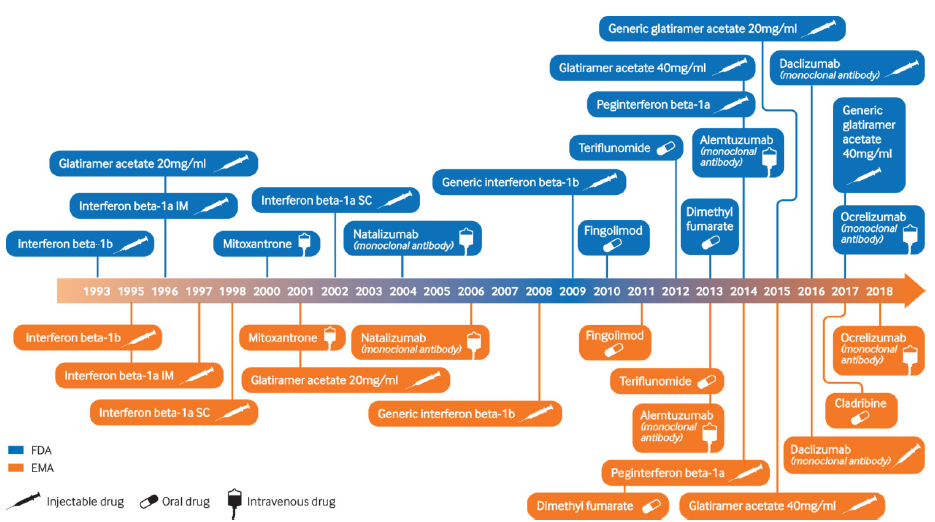 Generic glatiramer acetate 20mg/ml
Glatiramer acetate 40mg/ml
Daclizumab
(monoclonal antibody)
Peginterferon beta-1a
Generic
glatiramer
acetate
40mg/ml
Teriflunomide
Alemtuzumab
(monoclonal
antibody)
Glatiramer acetate 20mg/ml
Generic interferon beta-1b
Interferon beta-1a IM
Interferon beta-1a SC
Dimethyl
fumarate
Ocrelizumab
(monoclonal
antibody)
Interferon beta-1b
Mitoxantrone
Natalizumab
(monoclonal antibody)
Fingolimod
1993 1995 1996 1997 1998 2000 2001 2002 2003 2004 2005 2006 2007 2008 2009 2010 2011 2012 2013 2014 2015 2016 2017 2018
Interferon beta-1b
Mitoxantrone
Natalizumab
(monoclonal antibody)
Fingolimod
Ocrelizumab
(monoclonal
antibody)
Interferon beta-1a IM
Glatiramer acetate 20mg/ml
Teriflunomide
Interferon beta-1a SC
Generic interferon beta-1b
Alemtuzumab
(monoclonal
antibody)
Cladribine
Daclizumab
(monoclonal antibody)
Peginterferon beta-1a
Dimethyl fumarate
Glatiramer acetate 40mg/ml
FDA
EMA
Injectable drug
Oral drug
Intravenous drug